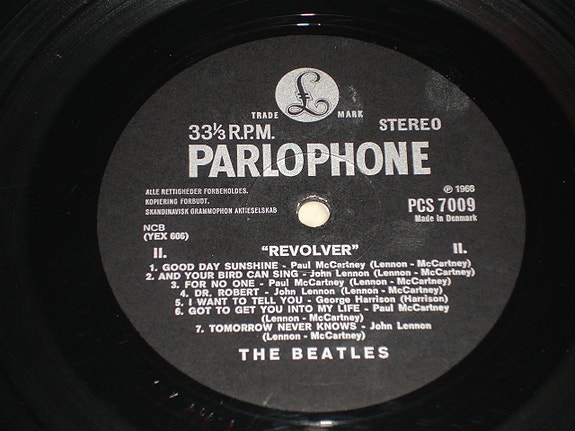 £
TRADE MARK
33⅓ R.P.M. STEREO
PARLOPHONE
ALLE RETTIGHEDER FORBEHOLDES.
KOPIERING FORBUDT.
SKANDINAVISK GRAMMOPHON AKTIESELSKAB
℗ 1966
PCS 7009
Made in Denmark
NCB
(YEX 606)
II. "REVOLVER" II.
1. GOOD DAY SUNSHINE - Paul McCartney (Lennon - McCartney)
2. AND YOUR BIRD CAN SING - John Lennon (Lennon - McCartney)
3. FOR NO ONE - Paul McCartney (Lennon - McCartney)
4. DR. ROBERT - John Lennon (Lennon - McCartney)
5. I WANT TO TELL YOU - George Harrison (Harrison)
6. GOT TO GET YOU INTO MY LIFE - Paul McCartney
(Lennon - McCartney)
7. TOMORROW NEVER KNOWS - John Lennon
(Lennon - McCartney)
THE BEATLES